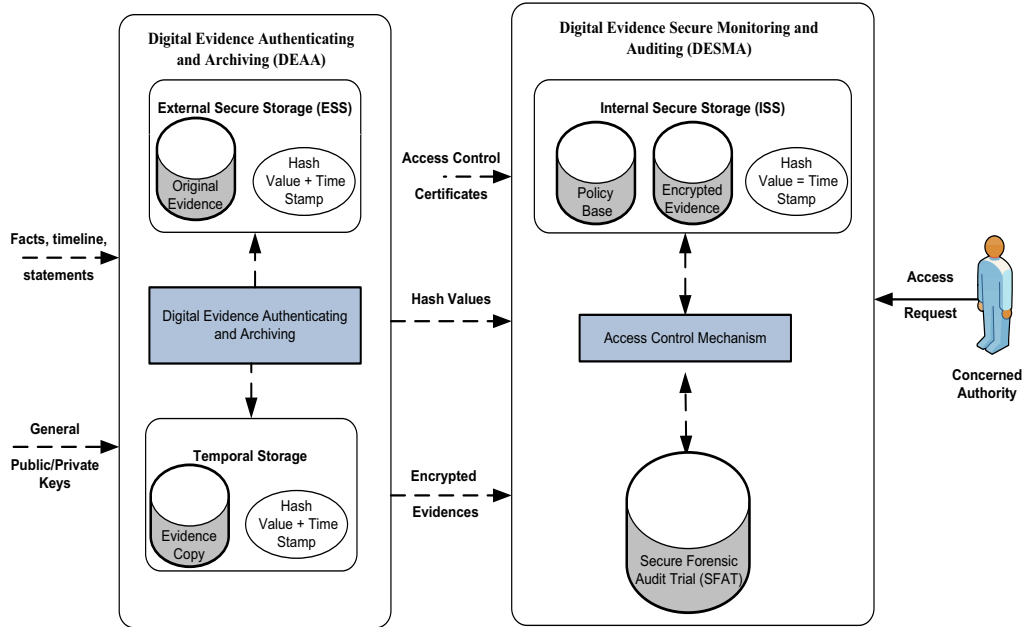 Digital Evidence Authenticating
and Archiving (DEAA)
External Secure Storage (ESS)
Original
Evidence
Hash
Value + Time
Stamp
Facts, timeline,
statements
Digital Evidence Authenticating
and Archiving
General
Public/Private
Keys
Temporal Storage
Evidence
Copy
Hash
Value + Time
Stamp
Access Control
Certificates
Hash Values
Encrypted
Evidences
Digital Evidence Secure Monitoring and
Auditing (DESMA)
Internal Secure Storage (ISS)
Policy
Base
Encrypted
Evidence
Hash
Value = Time
Stamp
Access Control Mechanism
Secure Forensic
Audit Trial (SFAT)
Access
Request
Concerned
Authority